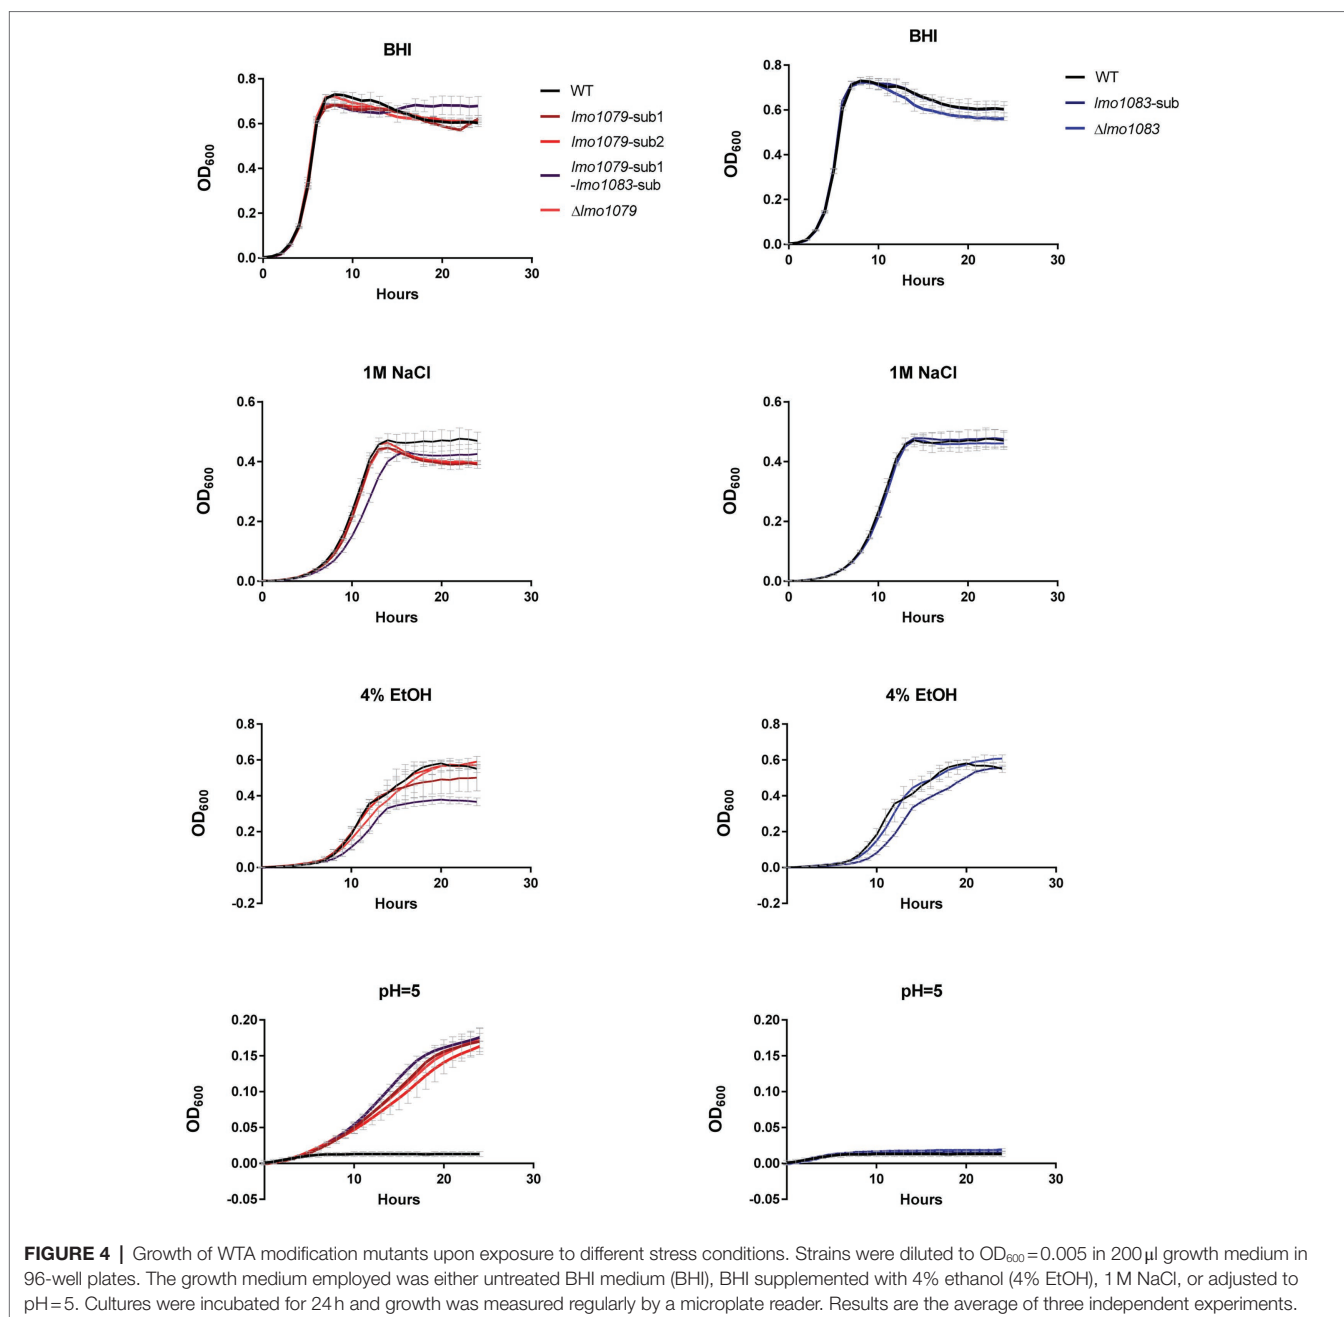 BHI
0.8
0.6
0.4
0.2
0.0
OD600
0
10
20
30
Hours
WT
lmo1079-sub1
lmo1079-sub2
lmo1079-sub1
-lmo1083-sub
Δlmo1079
BHI
0.8
0.6
0.4
0.2
0.0
OD600
0
10
20
30
Hours
WT
lmo1083-sub
Δlmo1083
1M NaCl
0.6
0.4
0.2
0.0
OD600
0
10
20
30
Hours
1M NaCl
0.6
0.4
0.2
0.0
OD600
0
10
20
30
Hours
4% EtOH
0.8
0.6
0.4
0.2
0.0
-0.2
OD600
10
20
30
Hours
4% EtOH
0.8
0.6
0.4
0.2
0.0
-0.2
OD600
10
20
30
Hours
pH=5
0.20
0.15
0.10
0.05
0.00
-0.05
OD600
10
20
30
Hours
pH=5
0.20
0.15
0.10
0.05
0.00
-0.05
OD600
10
20
30
Hours
FIGURE 4 | Growth of WTA modification mutants upon exposure to different stress conditions. Strains were diluted to OD600 = 0.005 in 200 μl growth medium in
96-well plates. The growth medium employed was either untreated BHI medium (BHI), BHI supplemented with 4% ethanol (4% EtOH), 1 M NaCl, or adjusted to
pH = 5. Cultures were incubated for 24 h and growth was measured regularly by a microplate reader. Results are the average of three independent experiments.